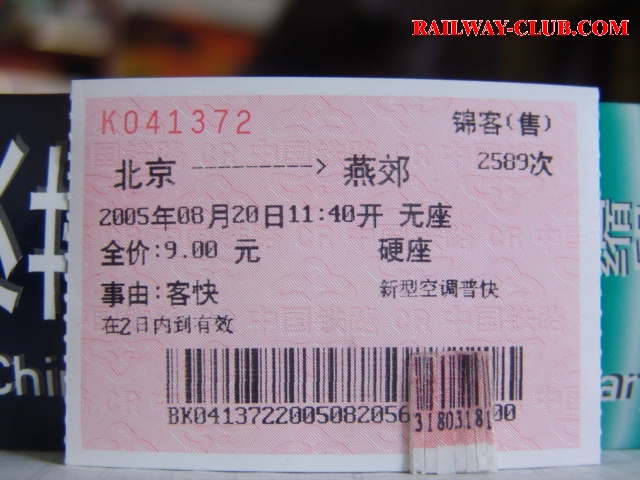 RAILWAY-CLUB.COM
K041372
锦客(售)
北京 ---------> 燕郊
2589次
2005年08月20日11:40开 无座
全价:9.00 元
硬座
事由:客快
新型空调普快
在2日内到有效
BK0413722005082056
31803181
00
Chi